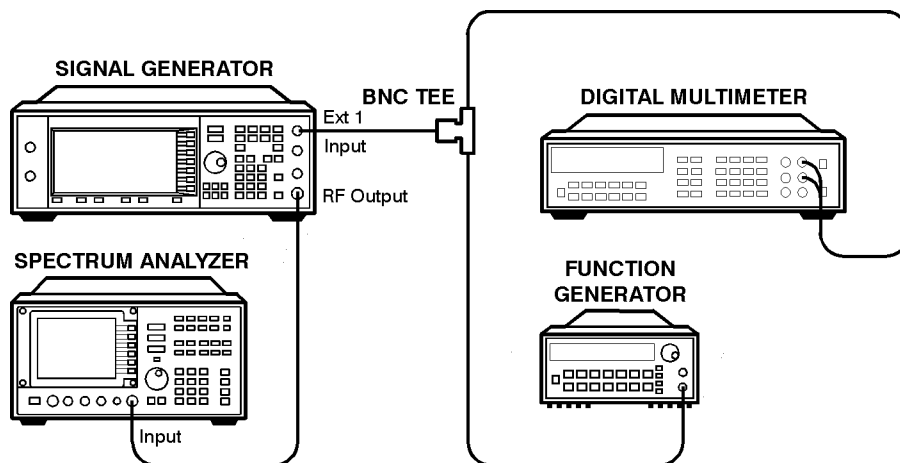 SIGNAL GENERATOR
BNC TEE
DIGITAL MULTIMETER
Ext 1
Input
RF Output
SPECTRUM ANALYZER
FUNCTION
GENERATOR
Input